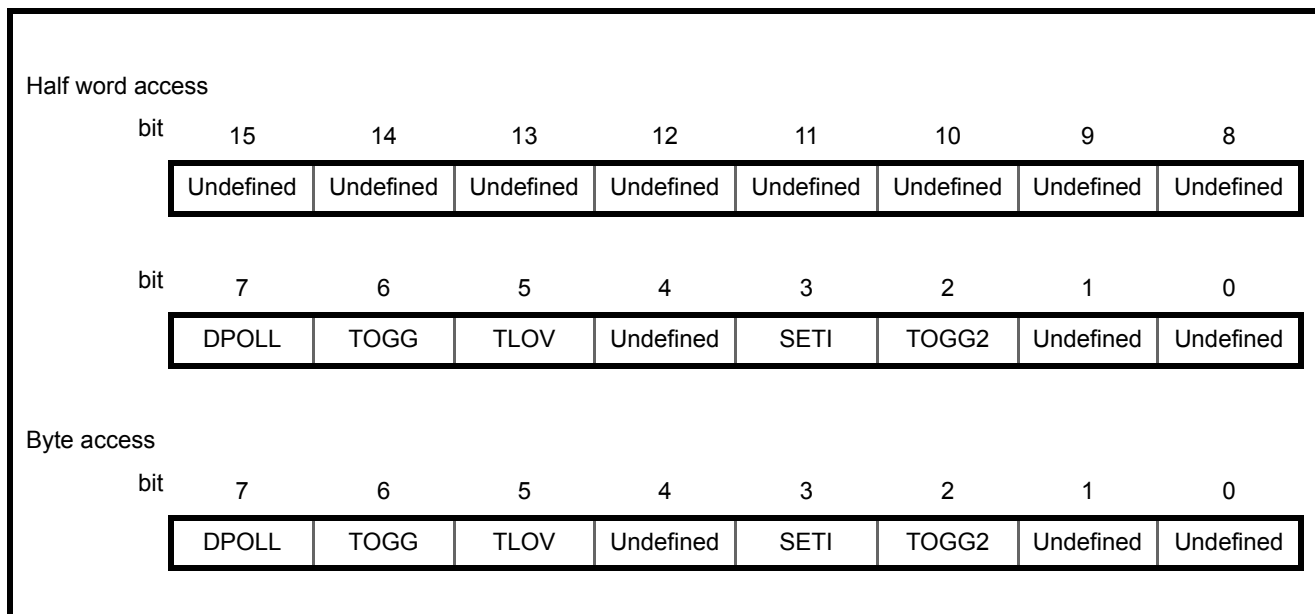 Half word access
bit 15 14 13 12 11 10 9 8
Undefined Undefined Undefined Undefined Undefined Undefined Undefined Undefined
bit 7 6 5 4 3 2 1 0
DPOLL TOGG TLOV Undefined SETI TOGG2 Undefined Undefined
Byte access
bit 7 6 5 4 3 2 1 0
DPOLL TOGG TLOV Undefined SETI TOGG2 Undefined Undefined